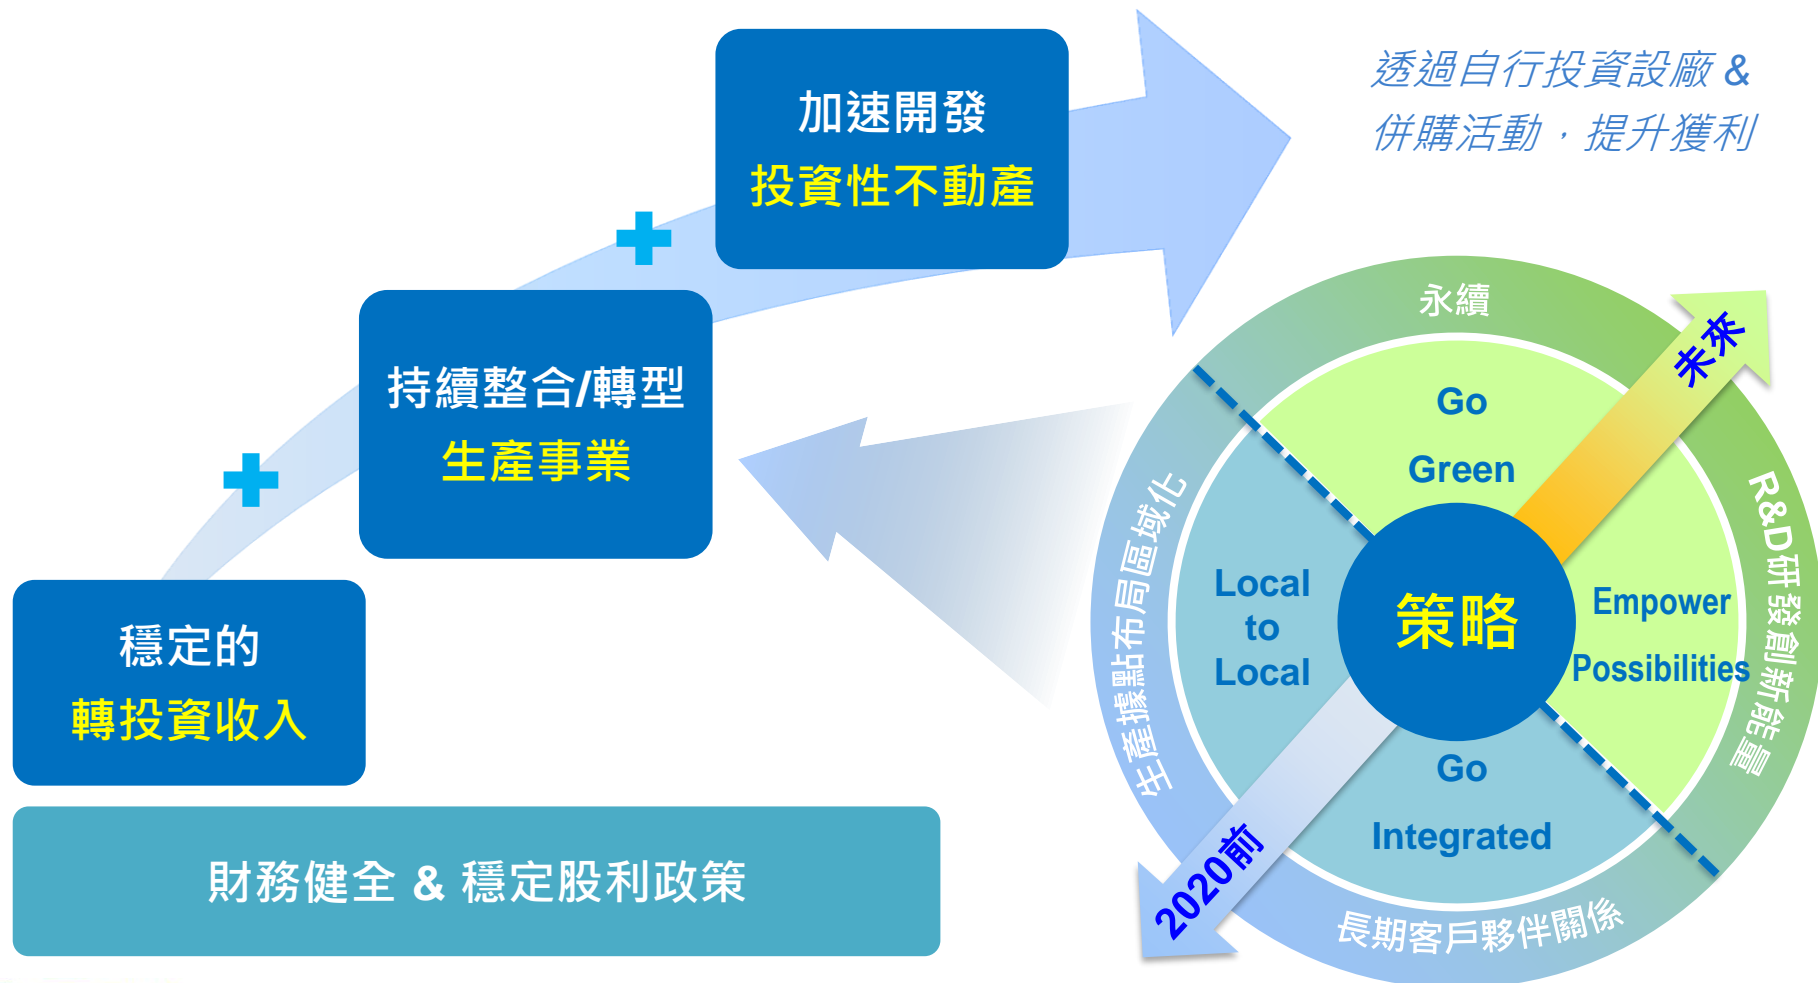 加速開發
投資性不動產
透過自行投資設廠 &
併購活動，提升獲利
持續整合/轉型
生產事業
穩定的
轉投資收入
財務健全 & 穩定股利政策
永續
未來
Go
Green
R&D研發創新能量
Empower
Possibilities
策略
生產據點布局區域化
Local
to
Local
Go
Integrated
2020前
長期客戶夥伴關係